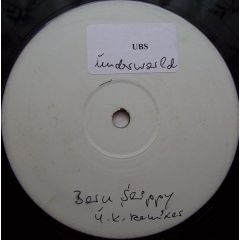 UBS
underworld
Born Slippy
U.K. Remixes